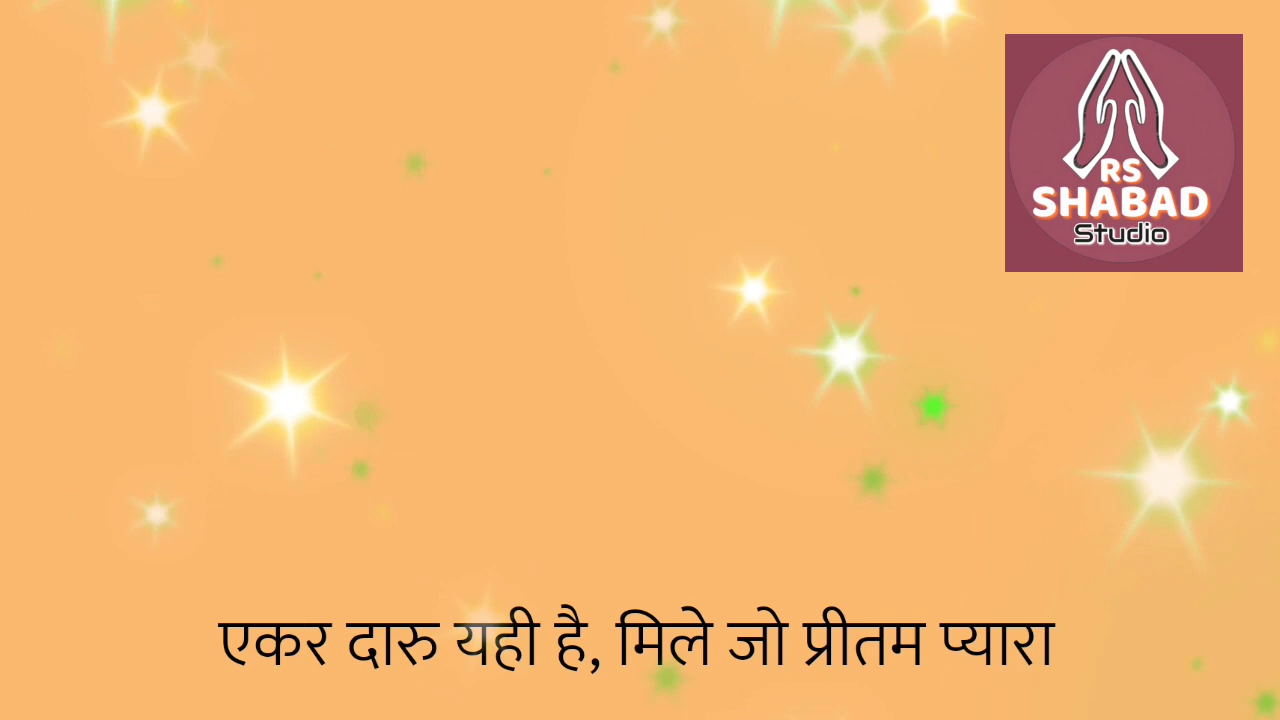 RS
SHABAD
Studio
एकर दारु यही है, मिले जो प्रीतम प्यारा